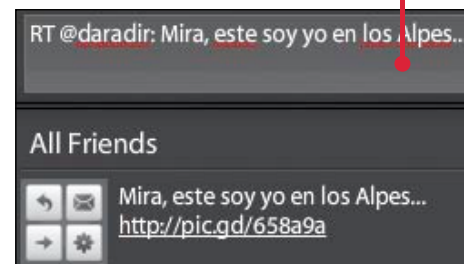 RT @daradir: Mira, este soy yo en los Alpes..
All Friends
Mira, este soy yo en los Alpes...
http://pic.gd/658a9a